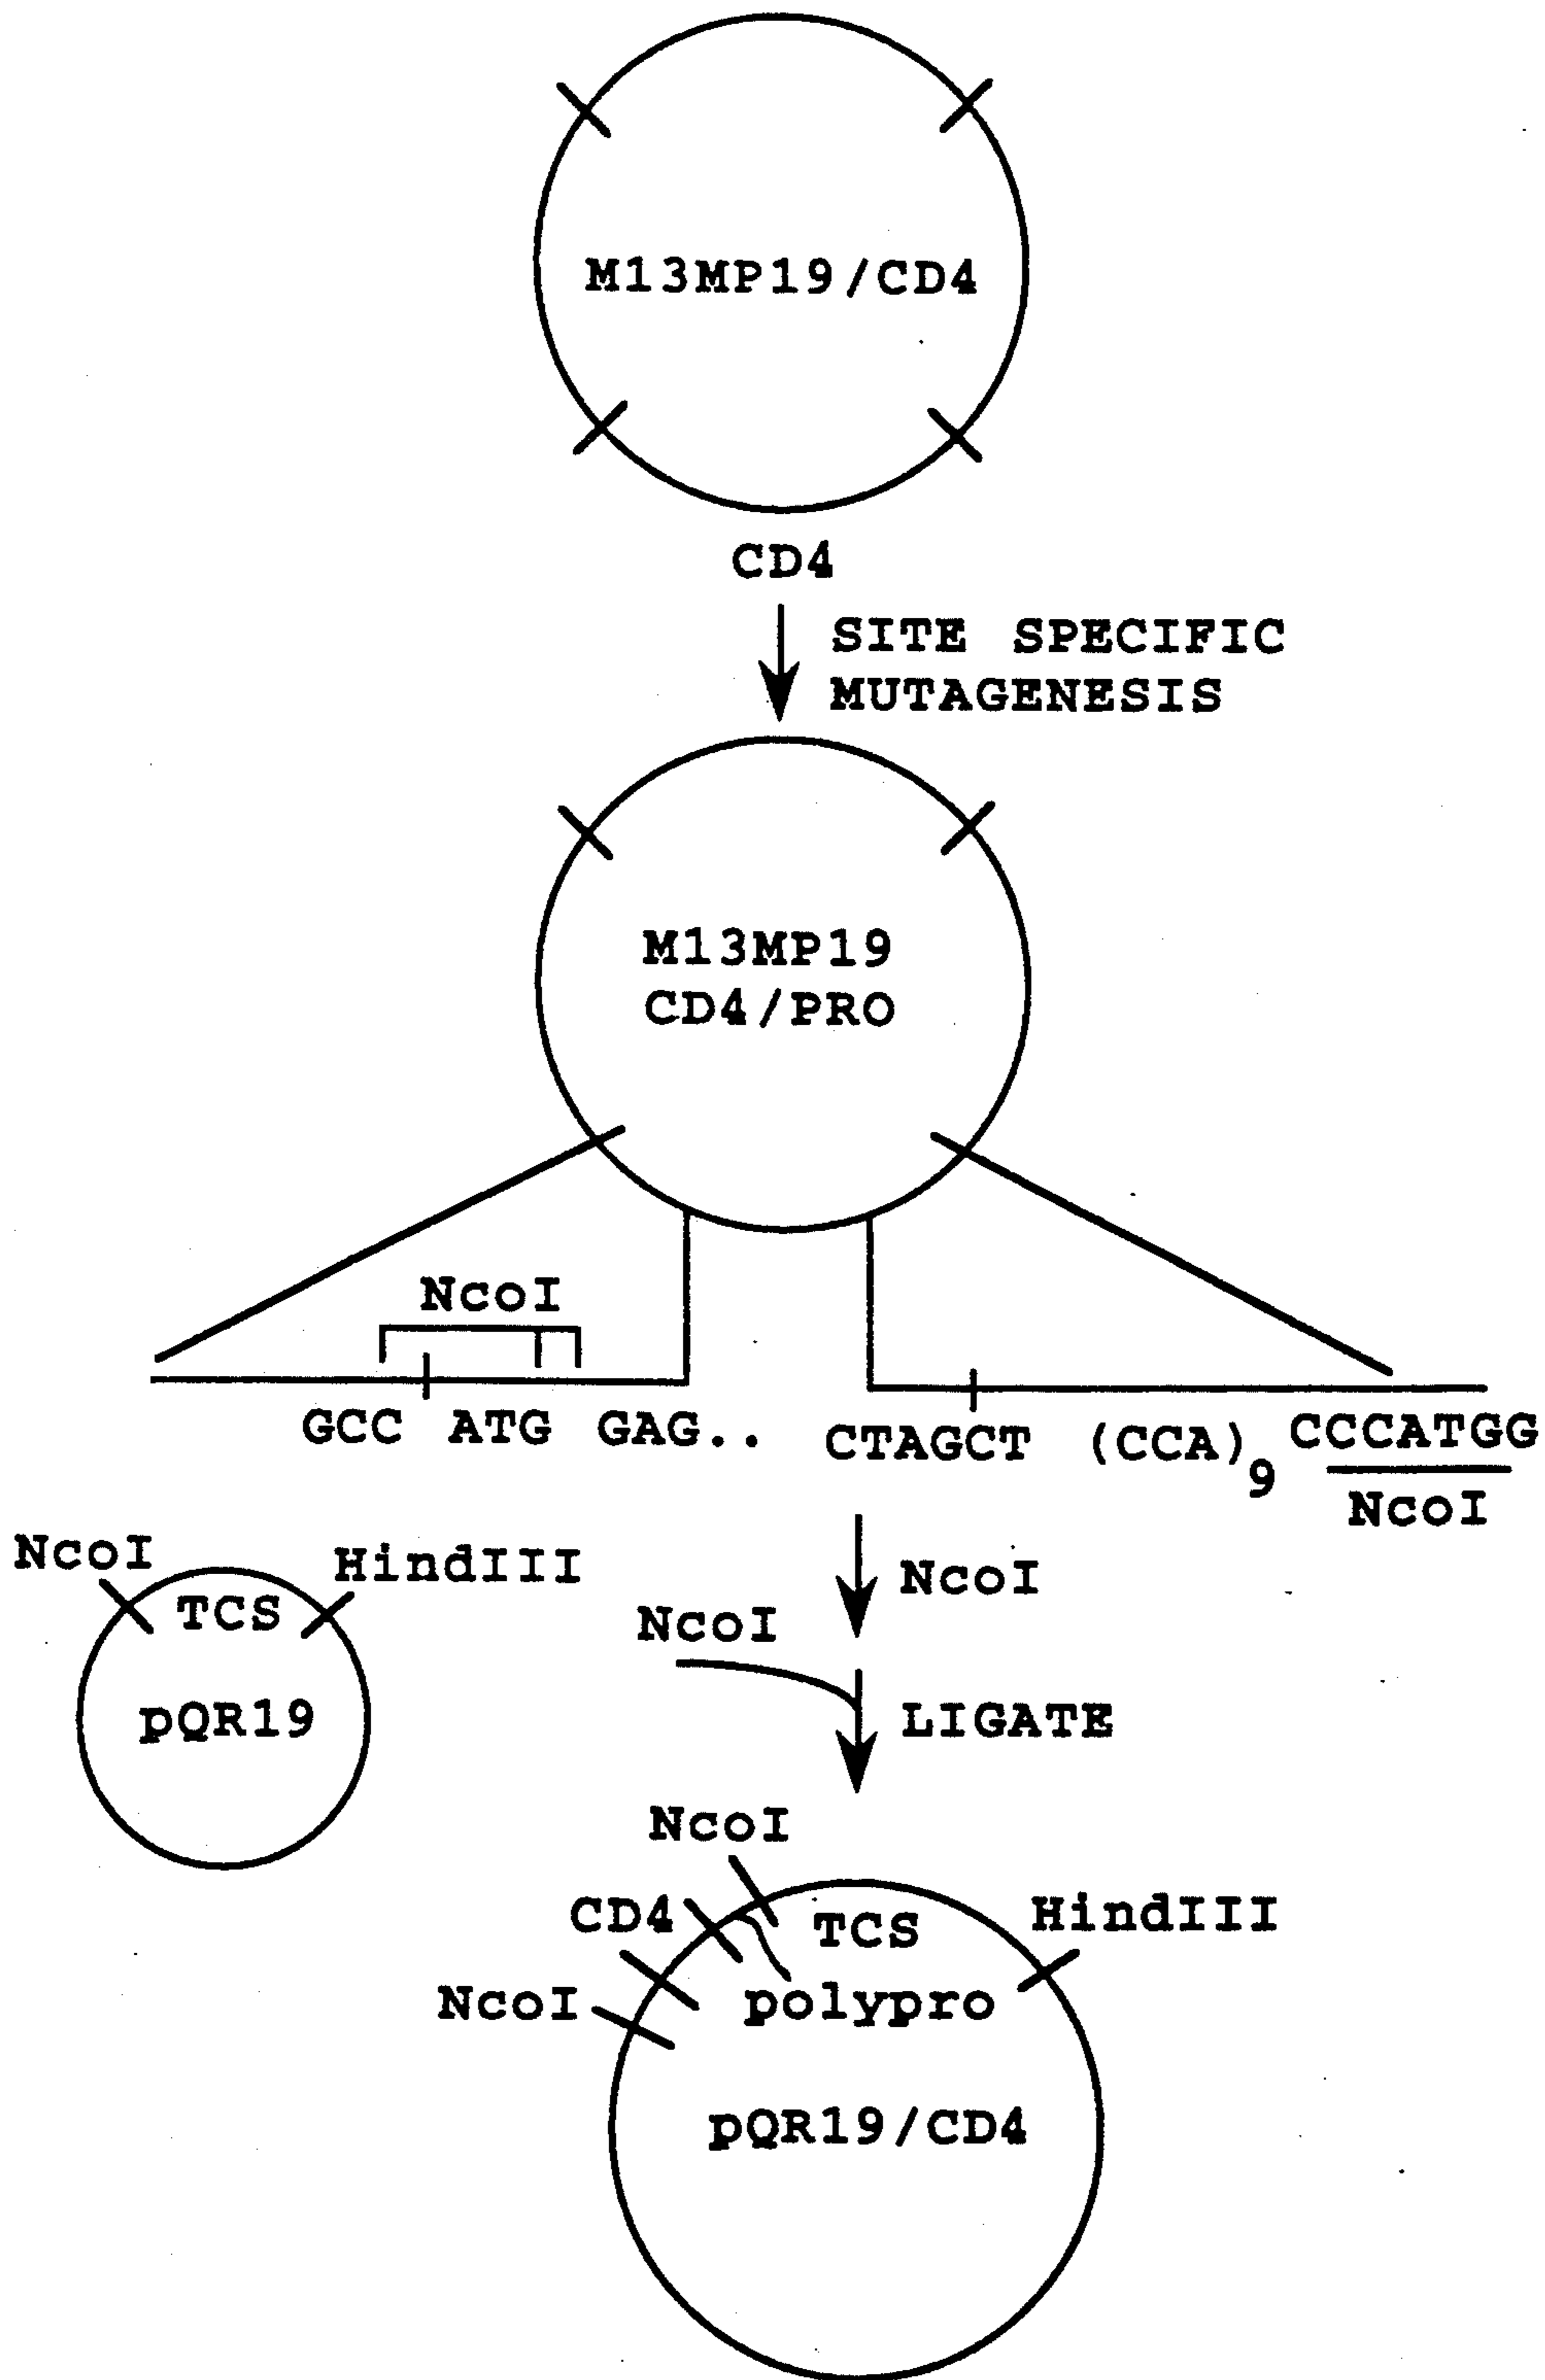 M13MP19/CD4
CD4
SITE SPECIFIC
MUTAGENESIS
M13MP19
CD4/PRO
NcoI
GCC ATG GAG.. CTAGCT (CCA)9 CCCATGG
NcoI
NcoI
HindIII
TCS
pQR19
NcoI
NcoI
LIGATE
NcoI
CD4
TCS
HindIII
NcoI
polypro
pQR19/CD4